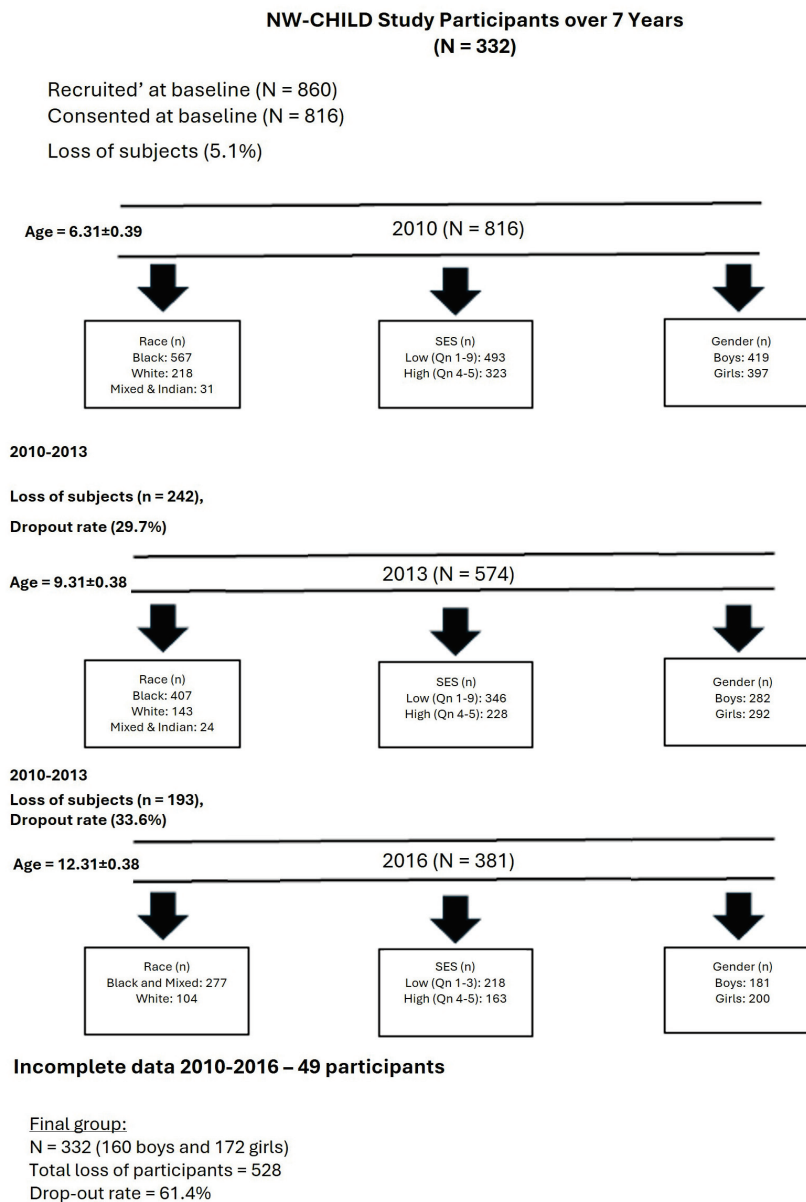 NW-CHILD Study Participants over 7 Years
(N = 332)
Recruited’ at baseline (N = 860)
Consented at baseline (N = 816)
Loss of subjects (5.1%)
Age = 6.31±0.39
2010 (N = 816)
Race (n)
Black: 567
White: 218
Mixed & Indian: 31
SES (n)
Low (Qn 1-9): 493
High (Qn 4-5): 323
Gender (n)
Boys: 419
Girls: 397
2010-2013
Loss of subjects (n = 242),
Dropout rate (29.7%)
Age = 9.31±0.38
2013 (N = 574)
Race (n)
Black: 407
White: 143
Mixed & Indian: 24
SES (n)
Low (Qn 1-9): 346
High (Qn 4-5): 228
Gender (n)
Boys: 282
Girls: 292
2010-2013
Loss of subjects (n = 193),
Dropout rate (33.6%)
Age = 12.31±0.38
2016 (N = 381)
Race (n)
Black and Mixed: 277
White: 104
SES (n)
Low (Qn 1-3): 218
High (Qn 4-5): 163
Gender (n)
Boys: 181
Girls: 200
Incomplete data 2010-2016 – 49 participants
Final group:
N = 332 (160 boys and 172 girls)
Total loss of participants = 528
Drop-out rate = 61.4%